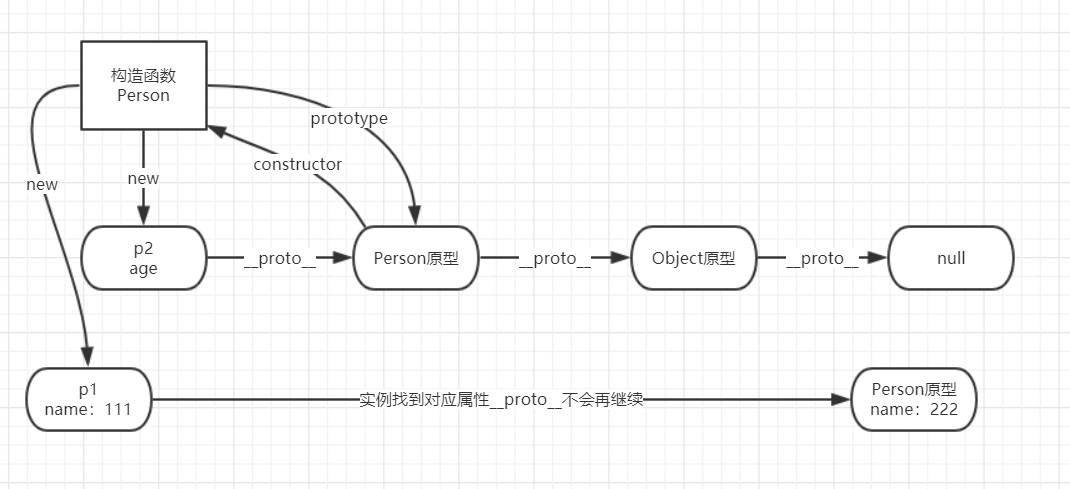 构造函数
Person
prototype
constructor
new
new
p2
age
__proto__
Person原型
__proto__
Object原型
__proto__
null
p1
name：111
实例找到对应属性__proto__不会再继续
Person原型
name：222